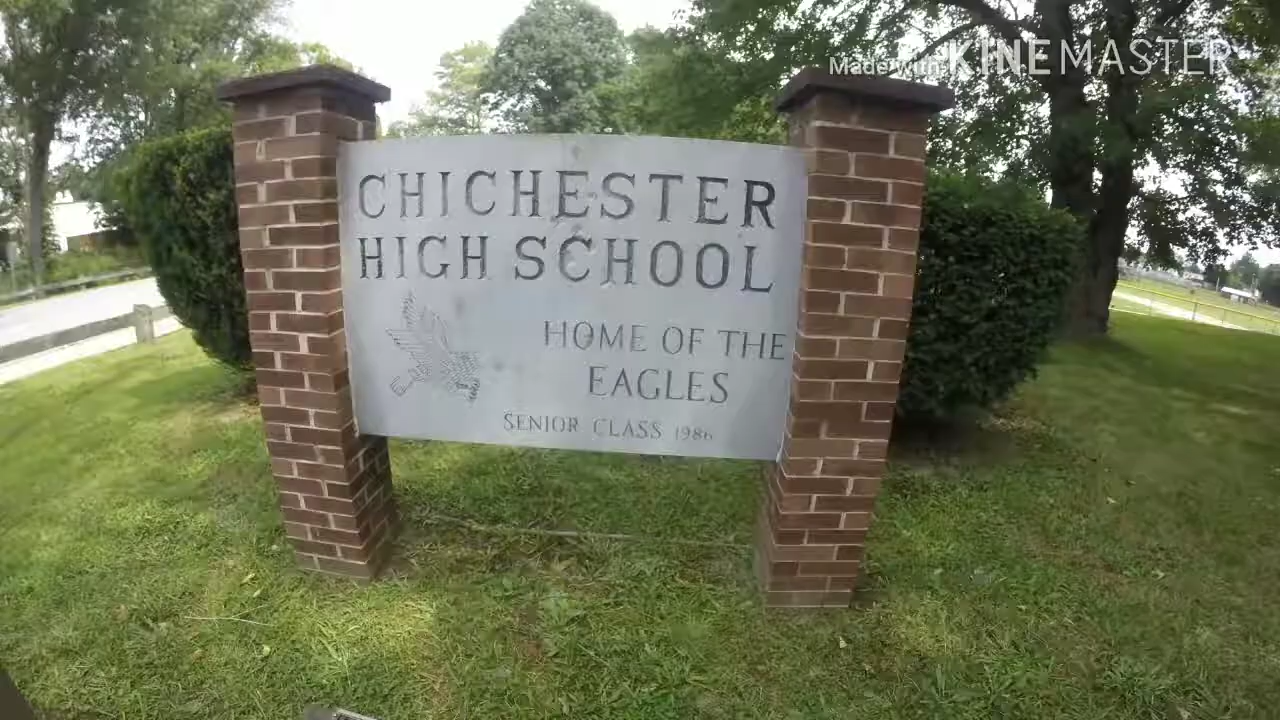 Made with KINEMASTER
CHICHESTER
HIGH SCHOOL
HOME OF THE
EAGLES
SENIOR CLASS 1986